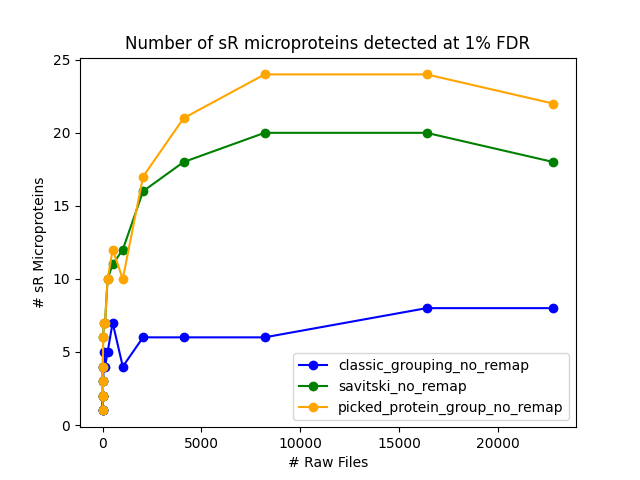 Number of sR microproteins detected at 1% FDR
25
20
15
10
5
0
# sR Microproteins
classic_grouping_no_remap
savitski_no_remap
picked_protein_group_no_remap
0 5000 10000 15000 20000
# Raw Files